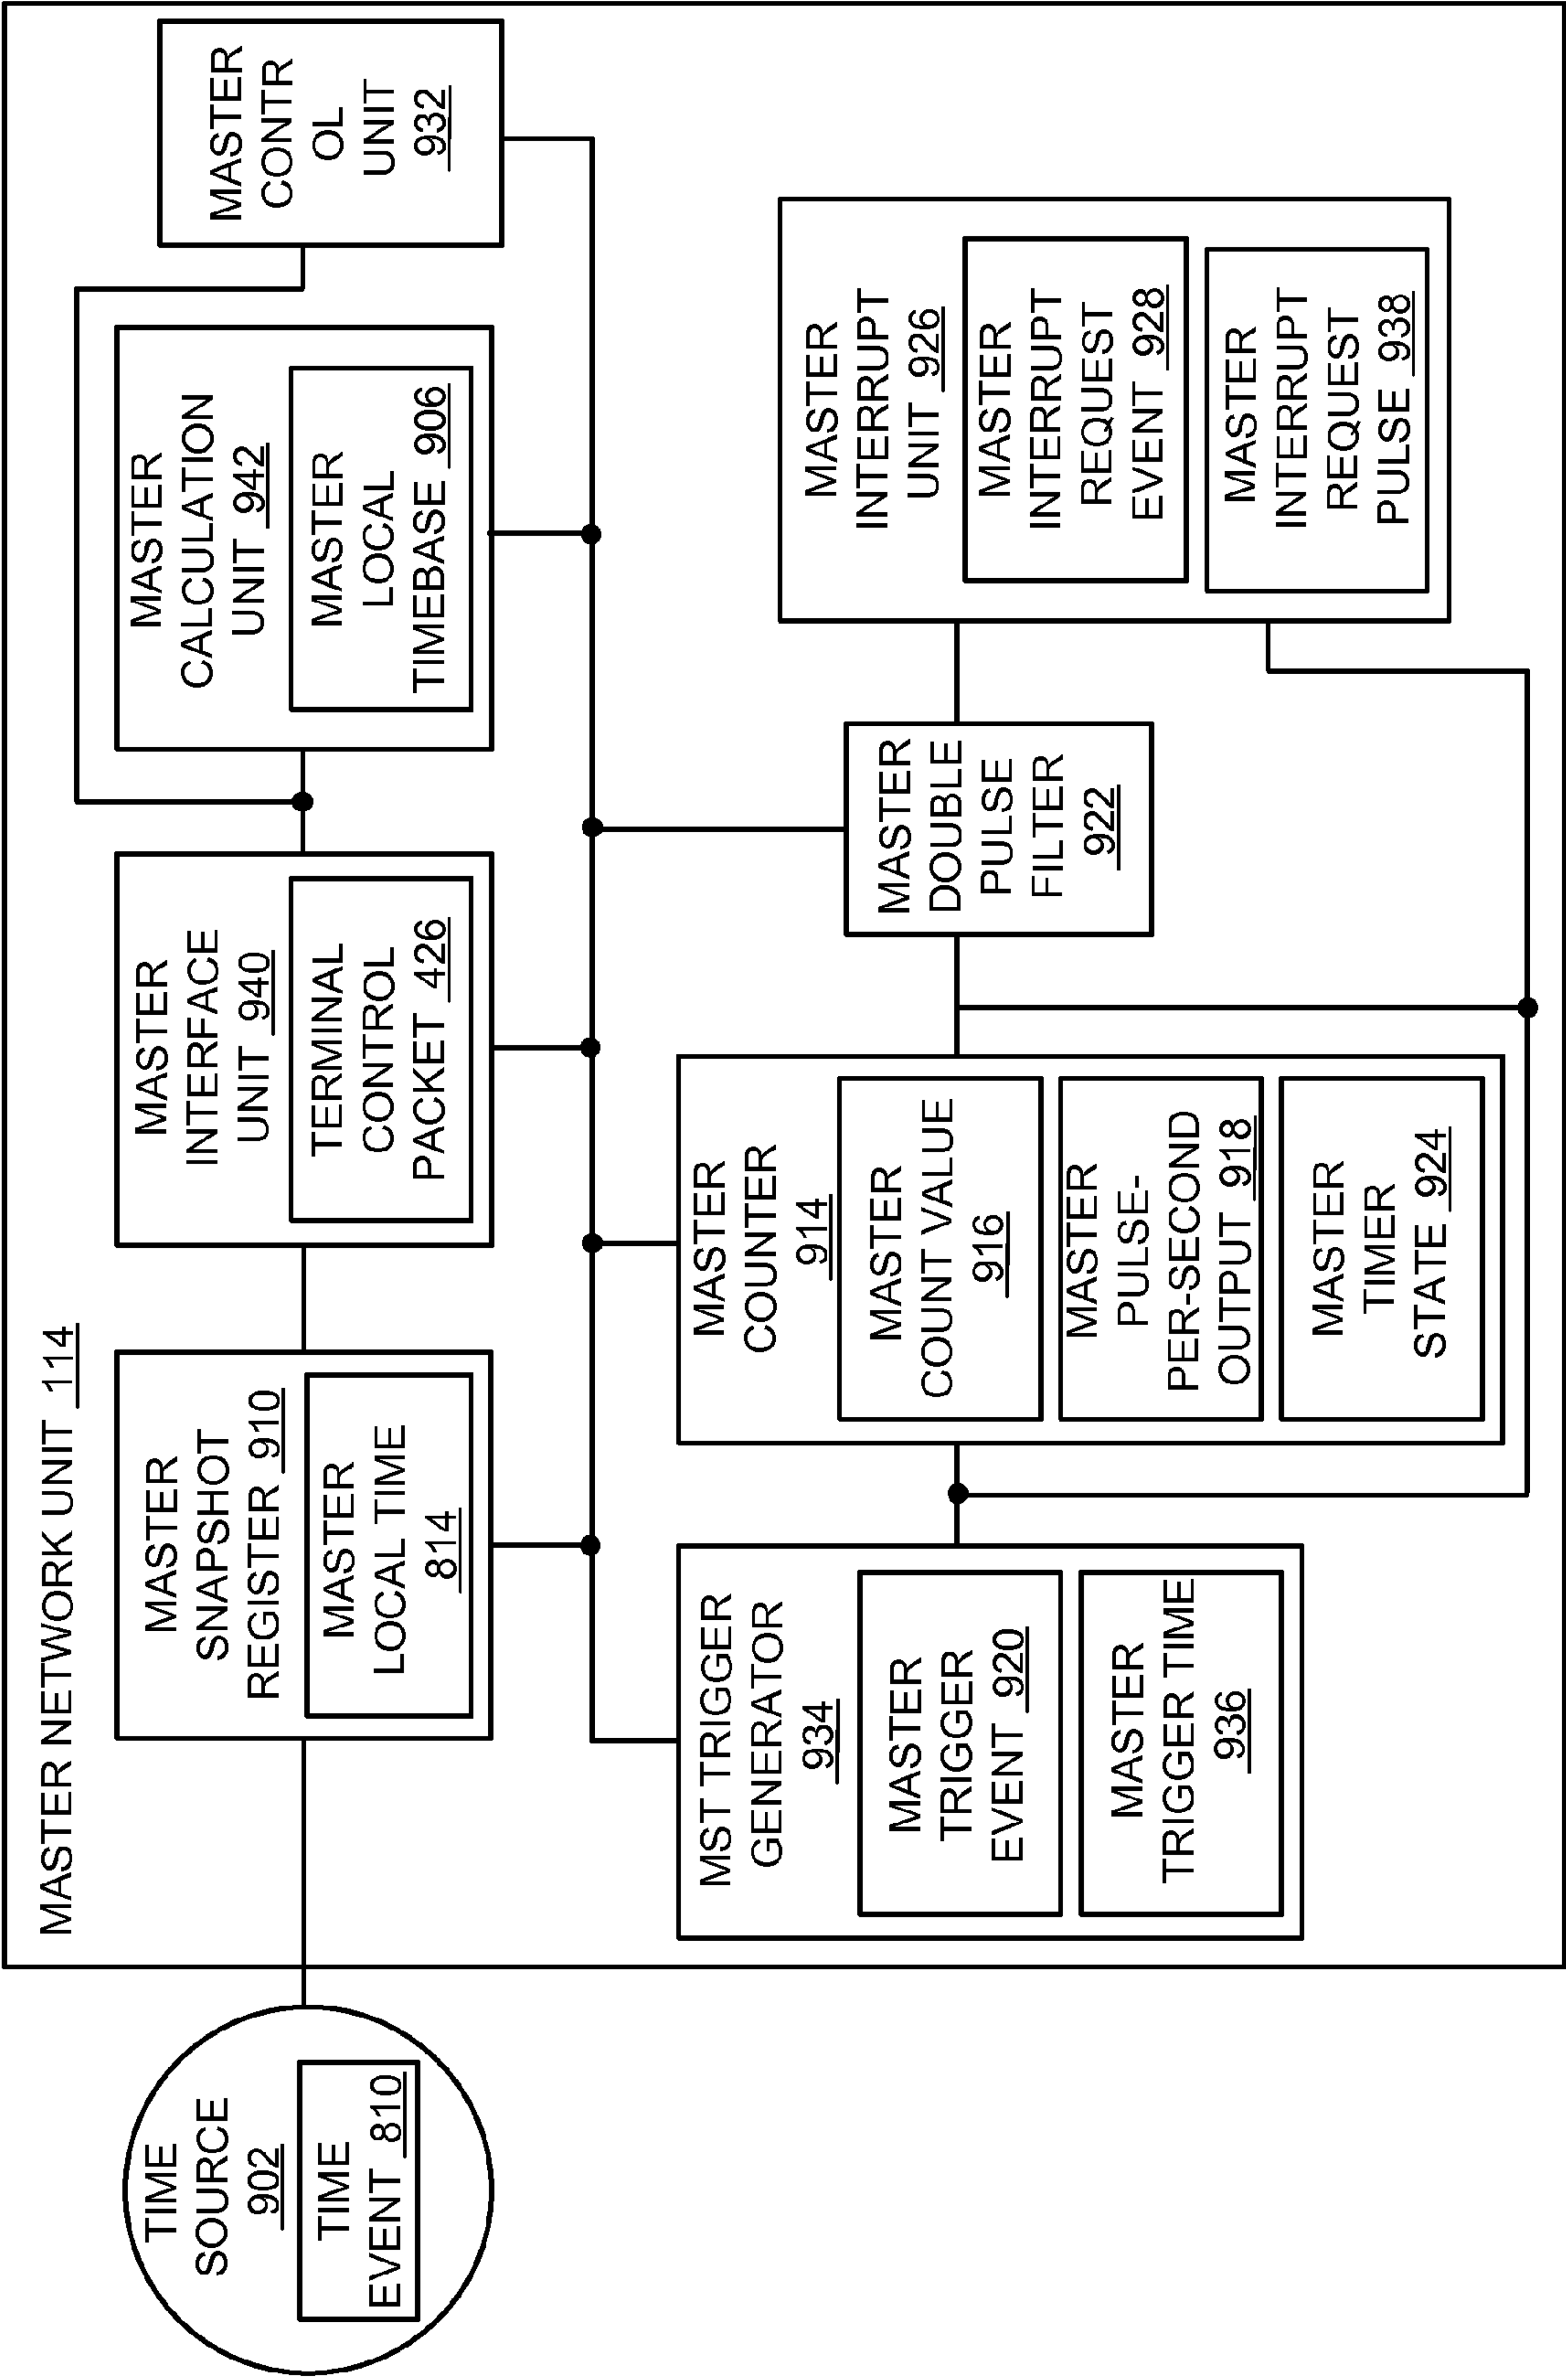 MASTER NETWORK UNIT 114
TIME
SOURCE
902
TIME
EVENT 810
MASTER
SNAPSHOT
REGISTER 910
MASTER
LOCAL TIME
814
MASTER
INTERFACE
UNIT 940
TERMINAL
CONTROL
PACKET 426
MASTER
CALCULATION
UNIT 942
MASTER
LOCAL
TIMEBASE 906
MASTER
CONTR
OL
UNIT
932
MST TRIGGER
GENERATOR
934
MASTER
TRIGGER
EVENT 920
MASTER
TRIGGER TIME
936
MASTER
COUNTER
914
MASTER
COUNT VALUE
916
MASTER
PULSE-
PER-SECOND
OUTPUT 918
MASTER
TIMER
STATE 924
MASTER
DOUBLE
PULSE
FILTER
922
MASTER
INTERRUPT
UNIT 926
MASTER
INTERRUPT
REQUEST
EVENT 928
MASTER
INTERRUPT
REQUEST
PULSE 938